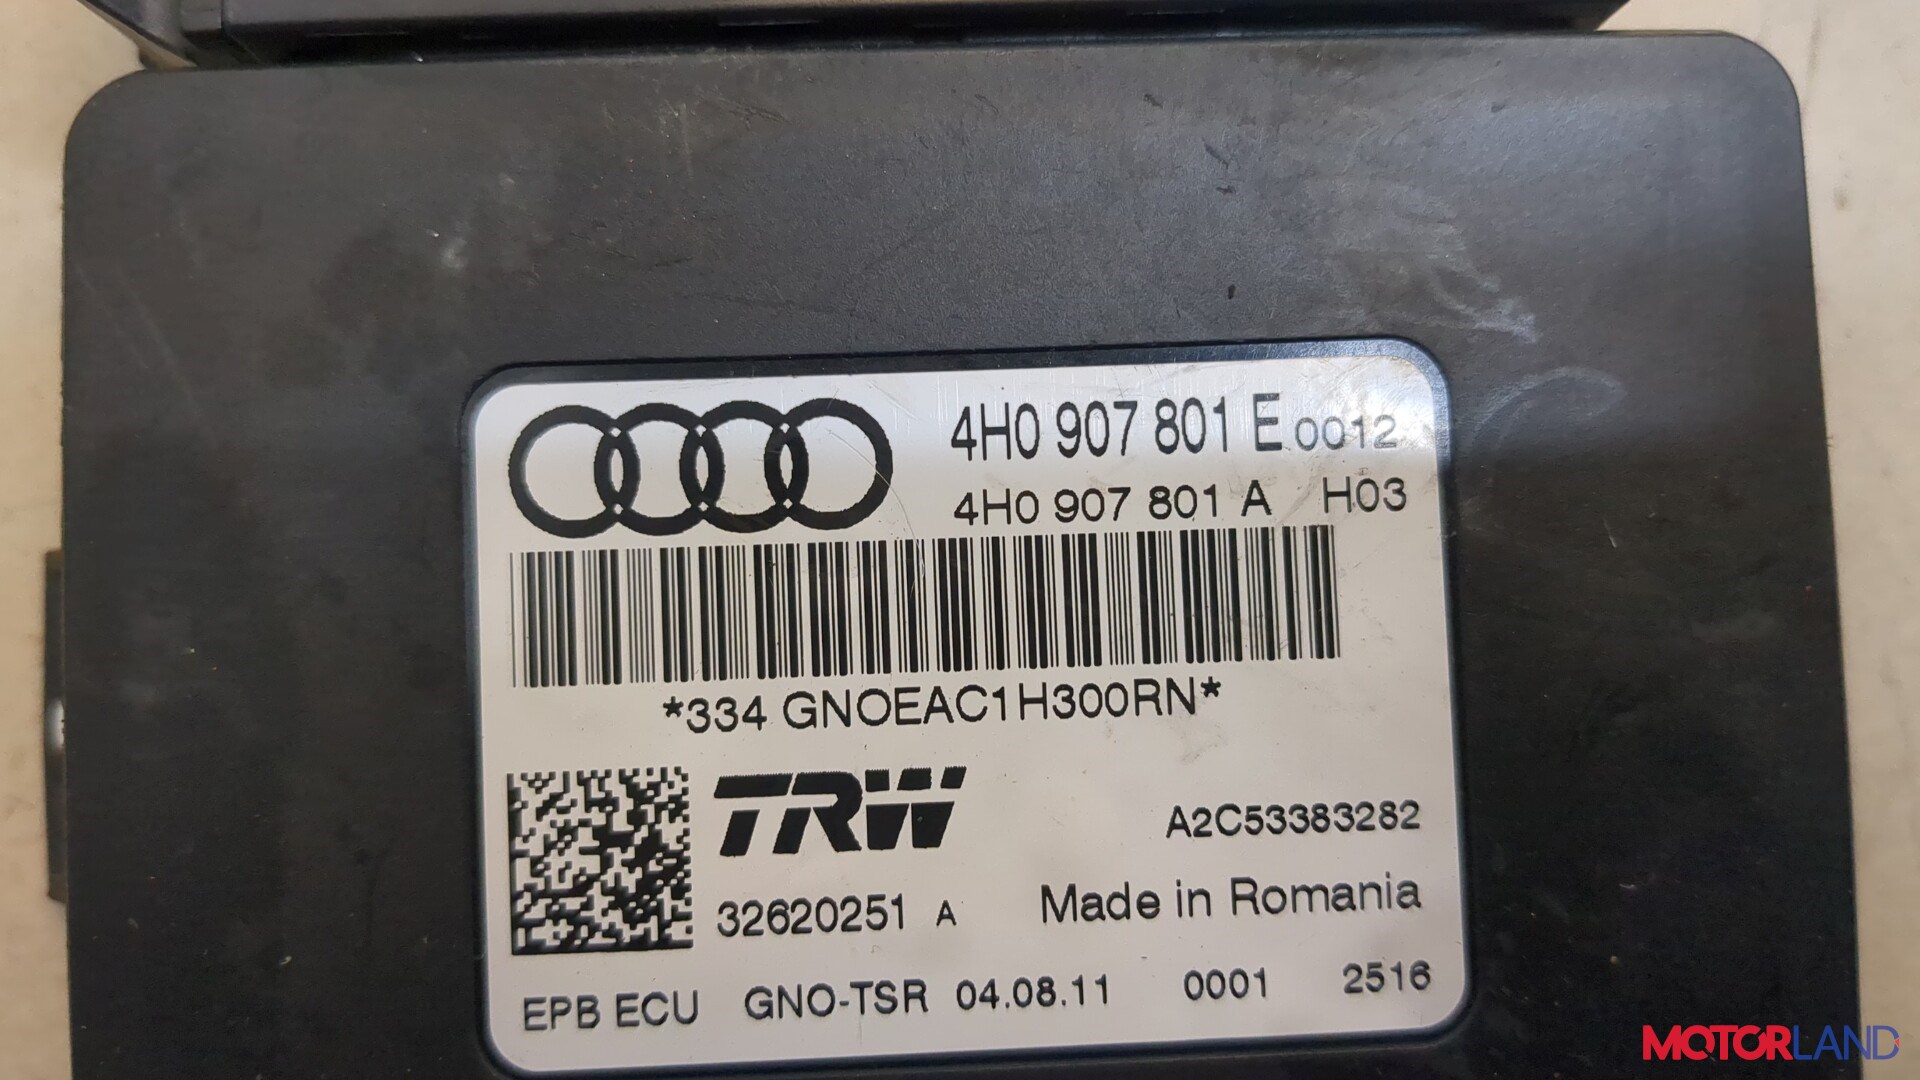 4H0 907 801 E 0012
4H0 907 801 A H03
*334 GNOEAC1H300RN*
TRW
A2C53383282
32620251 A
Made in Romania
EPB ECU GNO-TSR 04.08.11 0001 2516
MOTORLAND